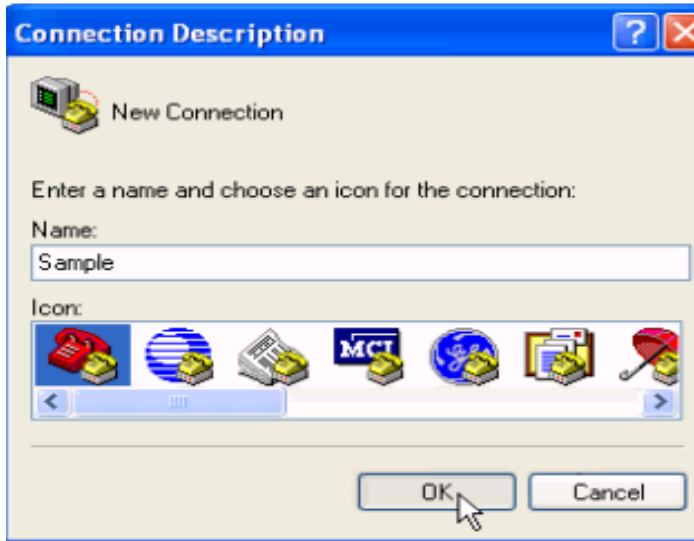 Connection Description
New Connection
Enter a name and choose an icon for the connection:
Name:
Sample
Icon:
MCI
OK
Cancel